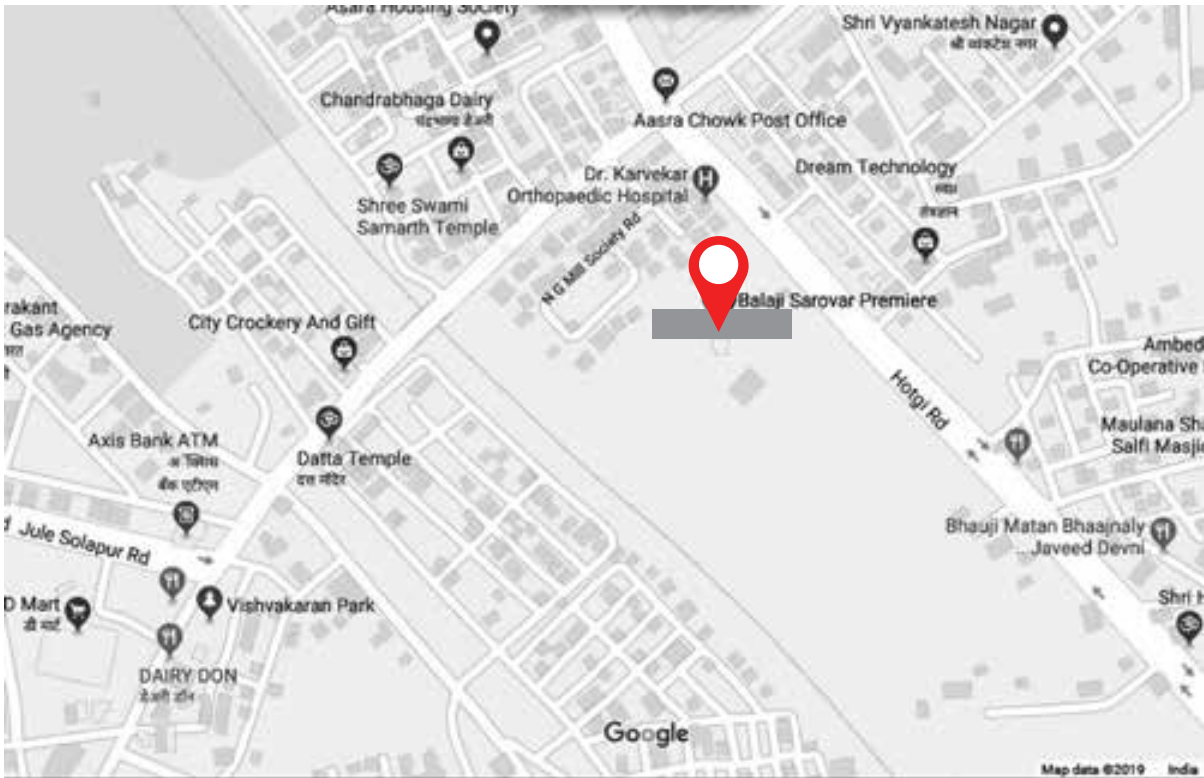 Asara Housing Society
Shri Vyankatesh Nagar
श्री व्यंकटेश नगर
Chandrabhaga Dairy
Aasra Chowk Post Office
Dr. Karvekar
Orthopaedic Hospital
Dream Technology
Shree Swami
Samarth Temple
N G Mill Society Rd
Balaji Sarovar Premiere
rakant
Gas Agency
City Crockery And Gift
Ambed
Co-Operative
Hotgi Rd
Axis Bank ATM
Datta Temple
दत्त मंदिर
Maulana Sha
Salfi Masjid
Jule Solapur Rd
Bhauji Matan Bhaajnaly
...Javeed Devni
D Mart
डी मार्ट
Vishvakaran Park
Shri H
DAIRY DON
डेअरी डॉन
Google
Map data ©2019
India